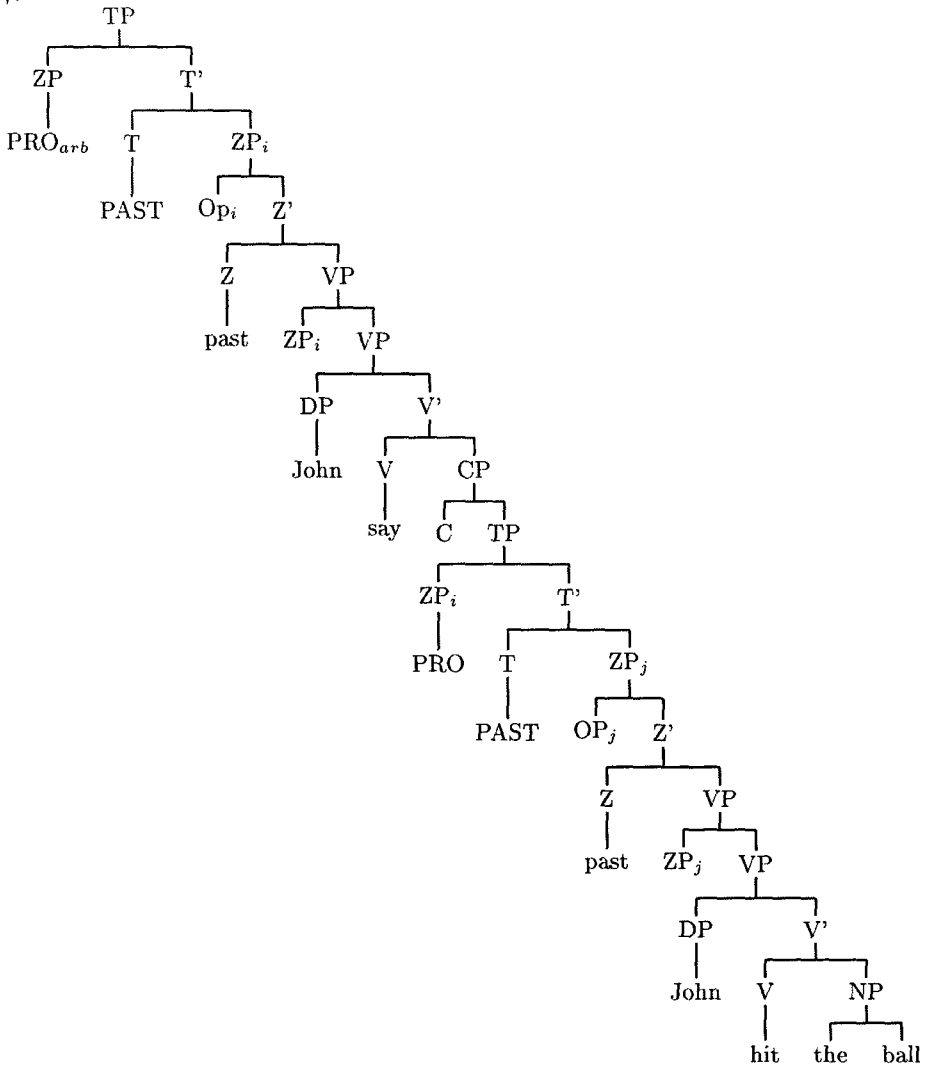 TP
ZP T'
PRO_arb T ZP_i
PAST Op_i Z'
Z VP
past ZP_i VP
DP V'
John V CP
say C TP
ZP_i T'
PRO T ZP_j
PAST OP_j Z'
Z VP
past ZP_j VP
DP V'
John V NP
hit the ball